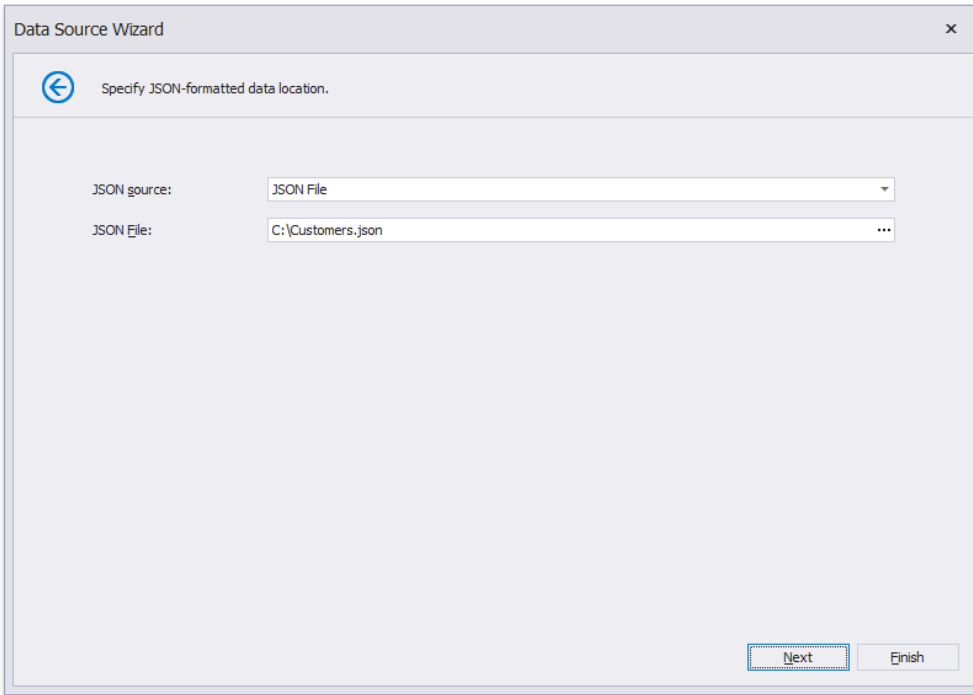 Data Source Wizard
Specify JSON-formatted data location.
JSON source: JSON File
JSON File: C:\Customers.json
Next Finish